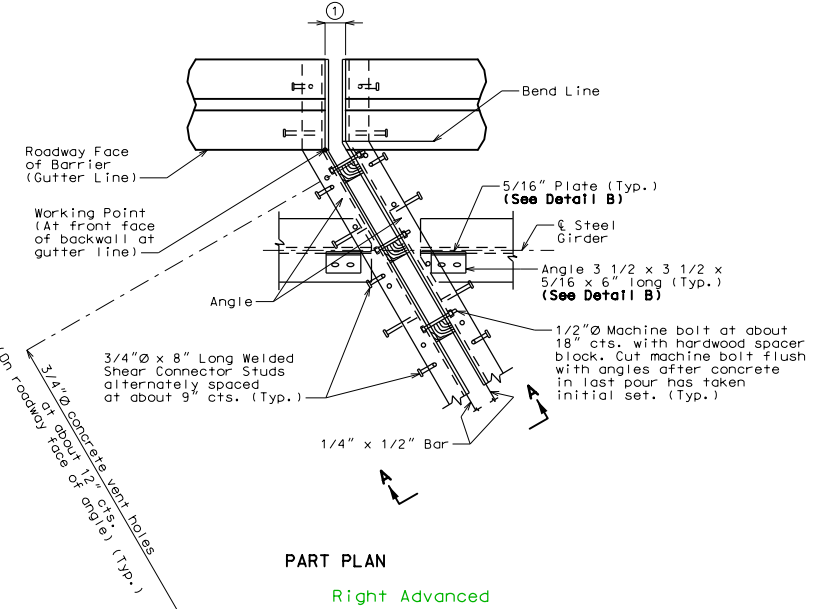 1
Bend Line
Roadway Face
of Barrier
(Gutter Line)
Working Point
(At front face
of backwall at
gutter line)
5/16" Plate (Typ.)
(See Detail B)
℄ Steel
Girder
Angle 3 1/2 x 3 1/2 x
5/16 x 6" long (Typ.)
(See Detail B)
Angle
3/4"Ø x 8" Long Welded
Shear Connector Studs
alternately spaced
at about 9" cts. (Typ.)
1/2"Ø Machine bolt at about
18" cts. with hardwood spacer
block. Cut machine bolt flush
with angles after concrete
in last pour has taken
initial set. (Typ.)
3/4"Ø concrete vent holes
at about 12" cts.
(On roadway face of angle) (Typ.)
1/4" x 1/2" Bar
A
A
PART PLAN
Right Advanced